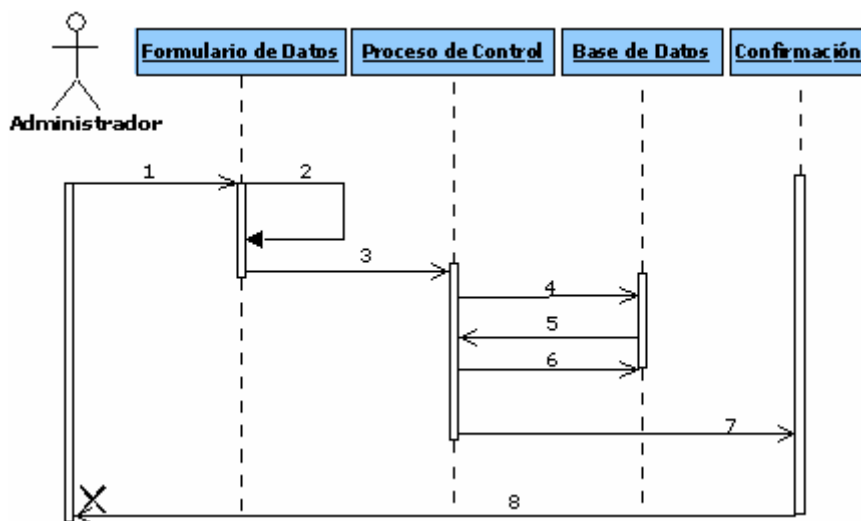 Formulario de Datos
Proceso de Control
Base de Datos
Confirmación
Administrador
1
2
3
4
5
6
7
8